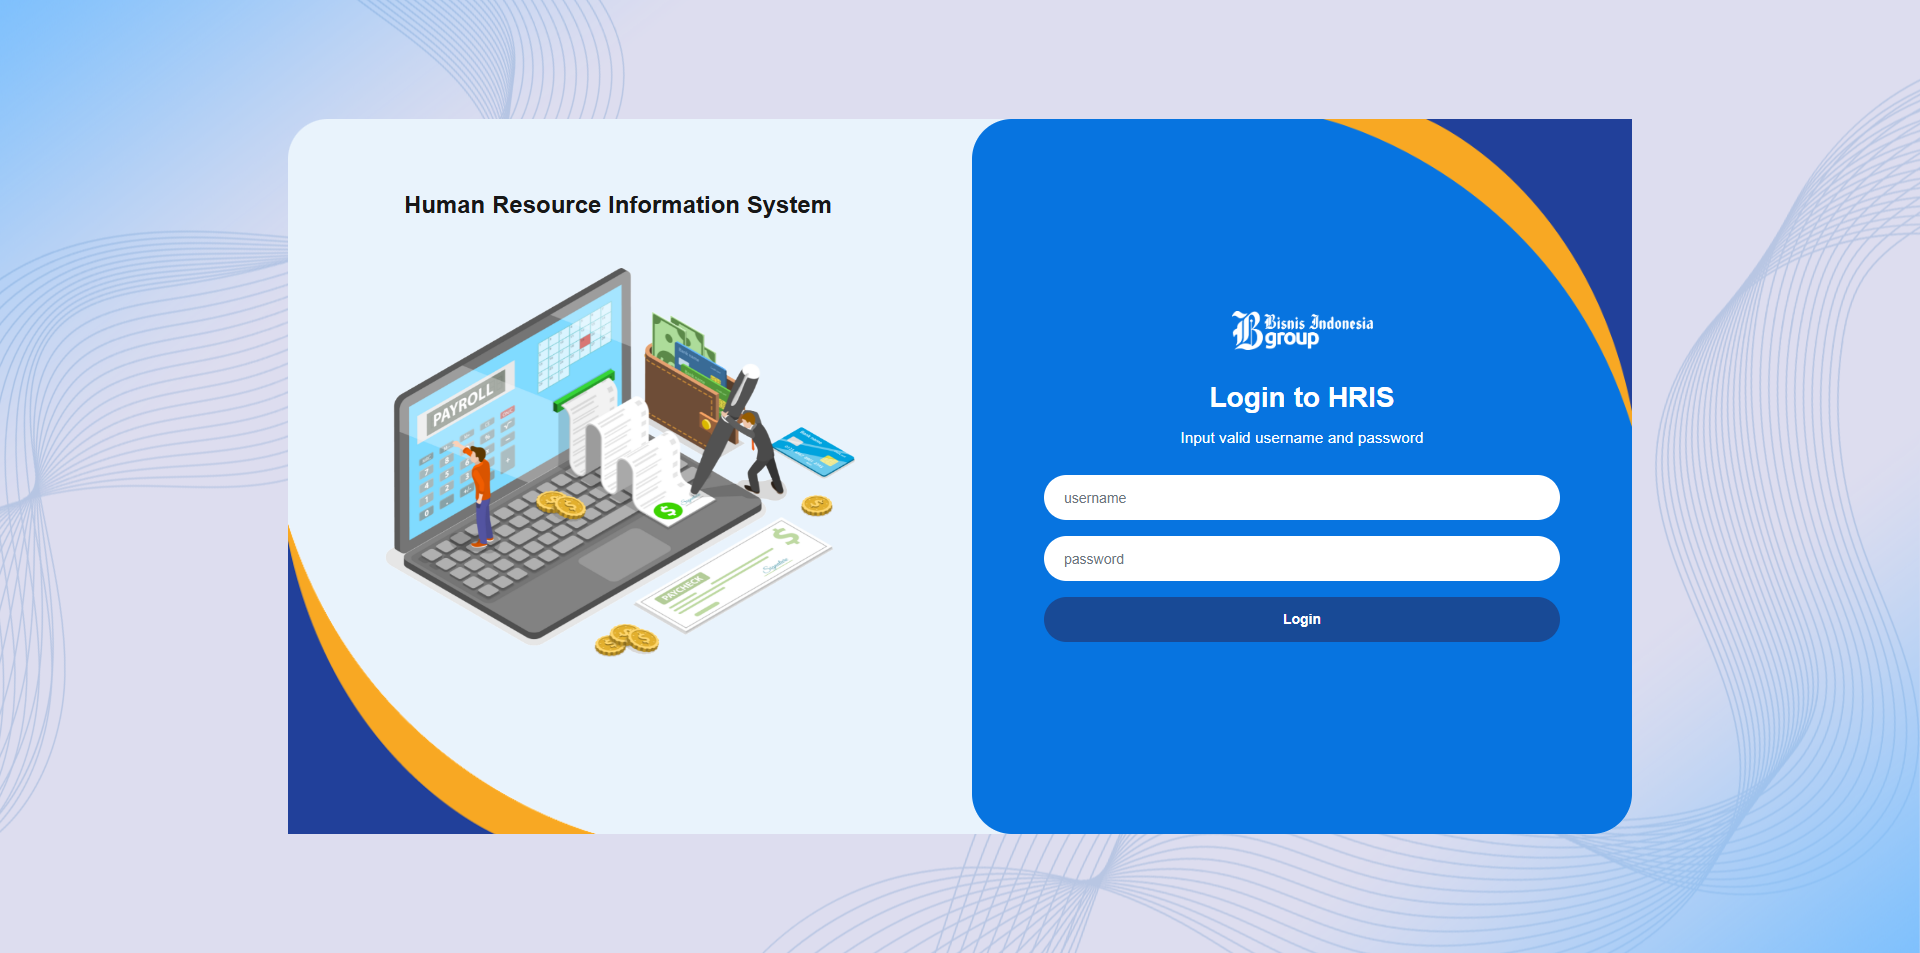 Human Resource Information System
PAYROLL
PAYCHECK
Signature
Bisnis Indonesia
group
Login to HRIS
Input valid username and password
username
password
Login